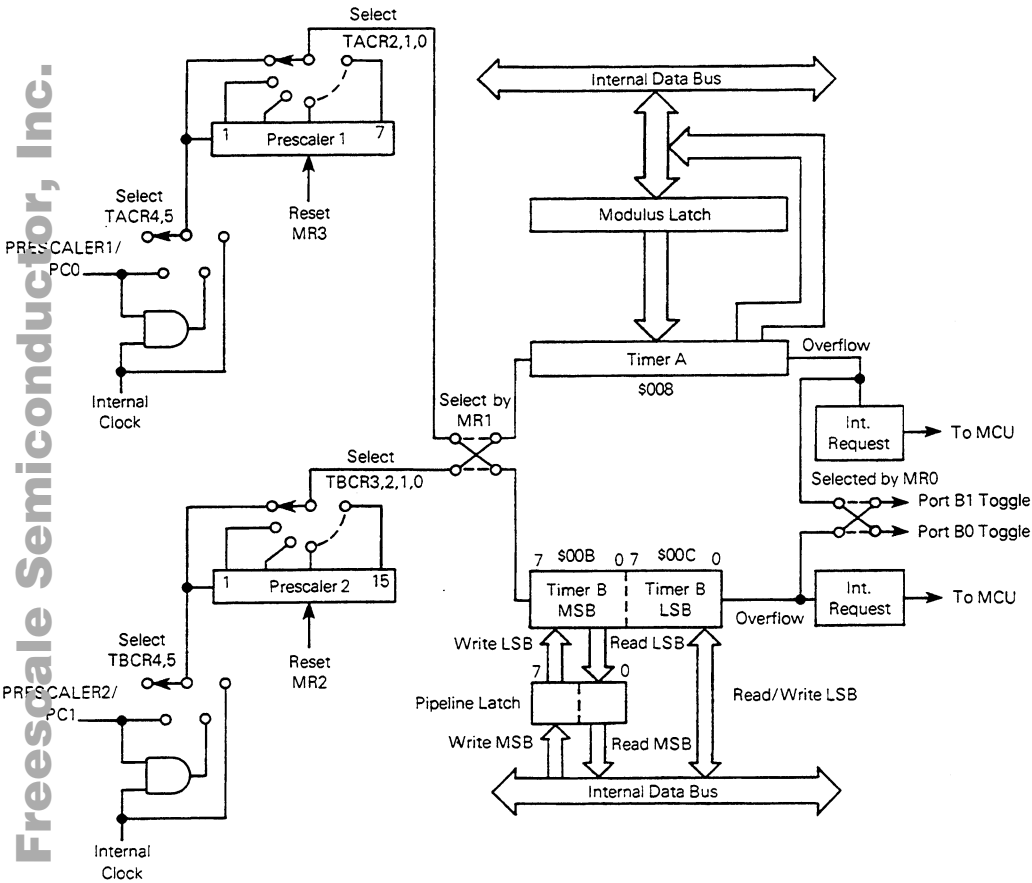 Freescale Semiconductor, Inc.
Select
TACR2,1,0
1
Prescaler 1
7
Reset
MR3
Select
TACR4,5
PRESCALER1/
PC0
Internal
Clock
Internal Data Bus
Modulus Latch
Timer A
$008
Overflow
Int.
Request
To MCU
Select by
MR1
Selected by MR0
Port B1 Toggle
Port B0 Toggle
Select
TBCR3,2,1,0
1
Prescaler 2
15
Reset
MR2
Select
TBCR4,5
PRESCALER2/
PC1
Internal
Clock
7 $00B 0 7 $00C 0
Timer B
MSB
Timer B
LSB
Overflow
Int.
Request
To MCU
Write LSB
Read LSB
7 0
Pipeline Latch
Read/Write LSB
Write MSB
Read MSB
Internal Data Bus